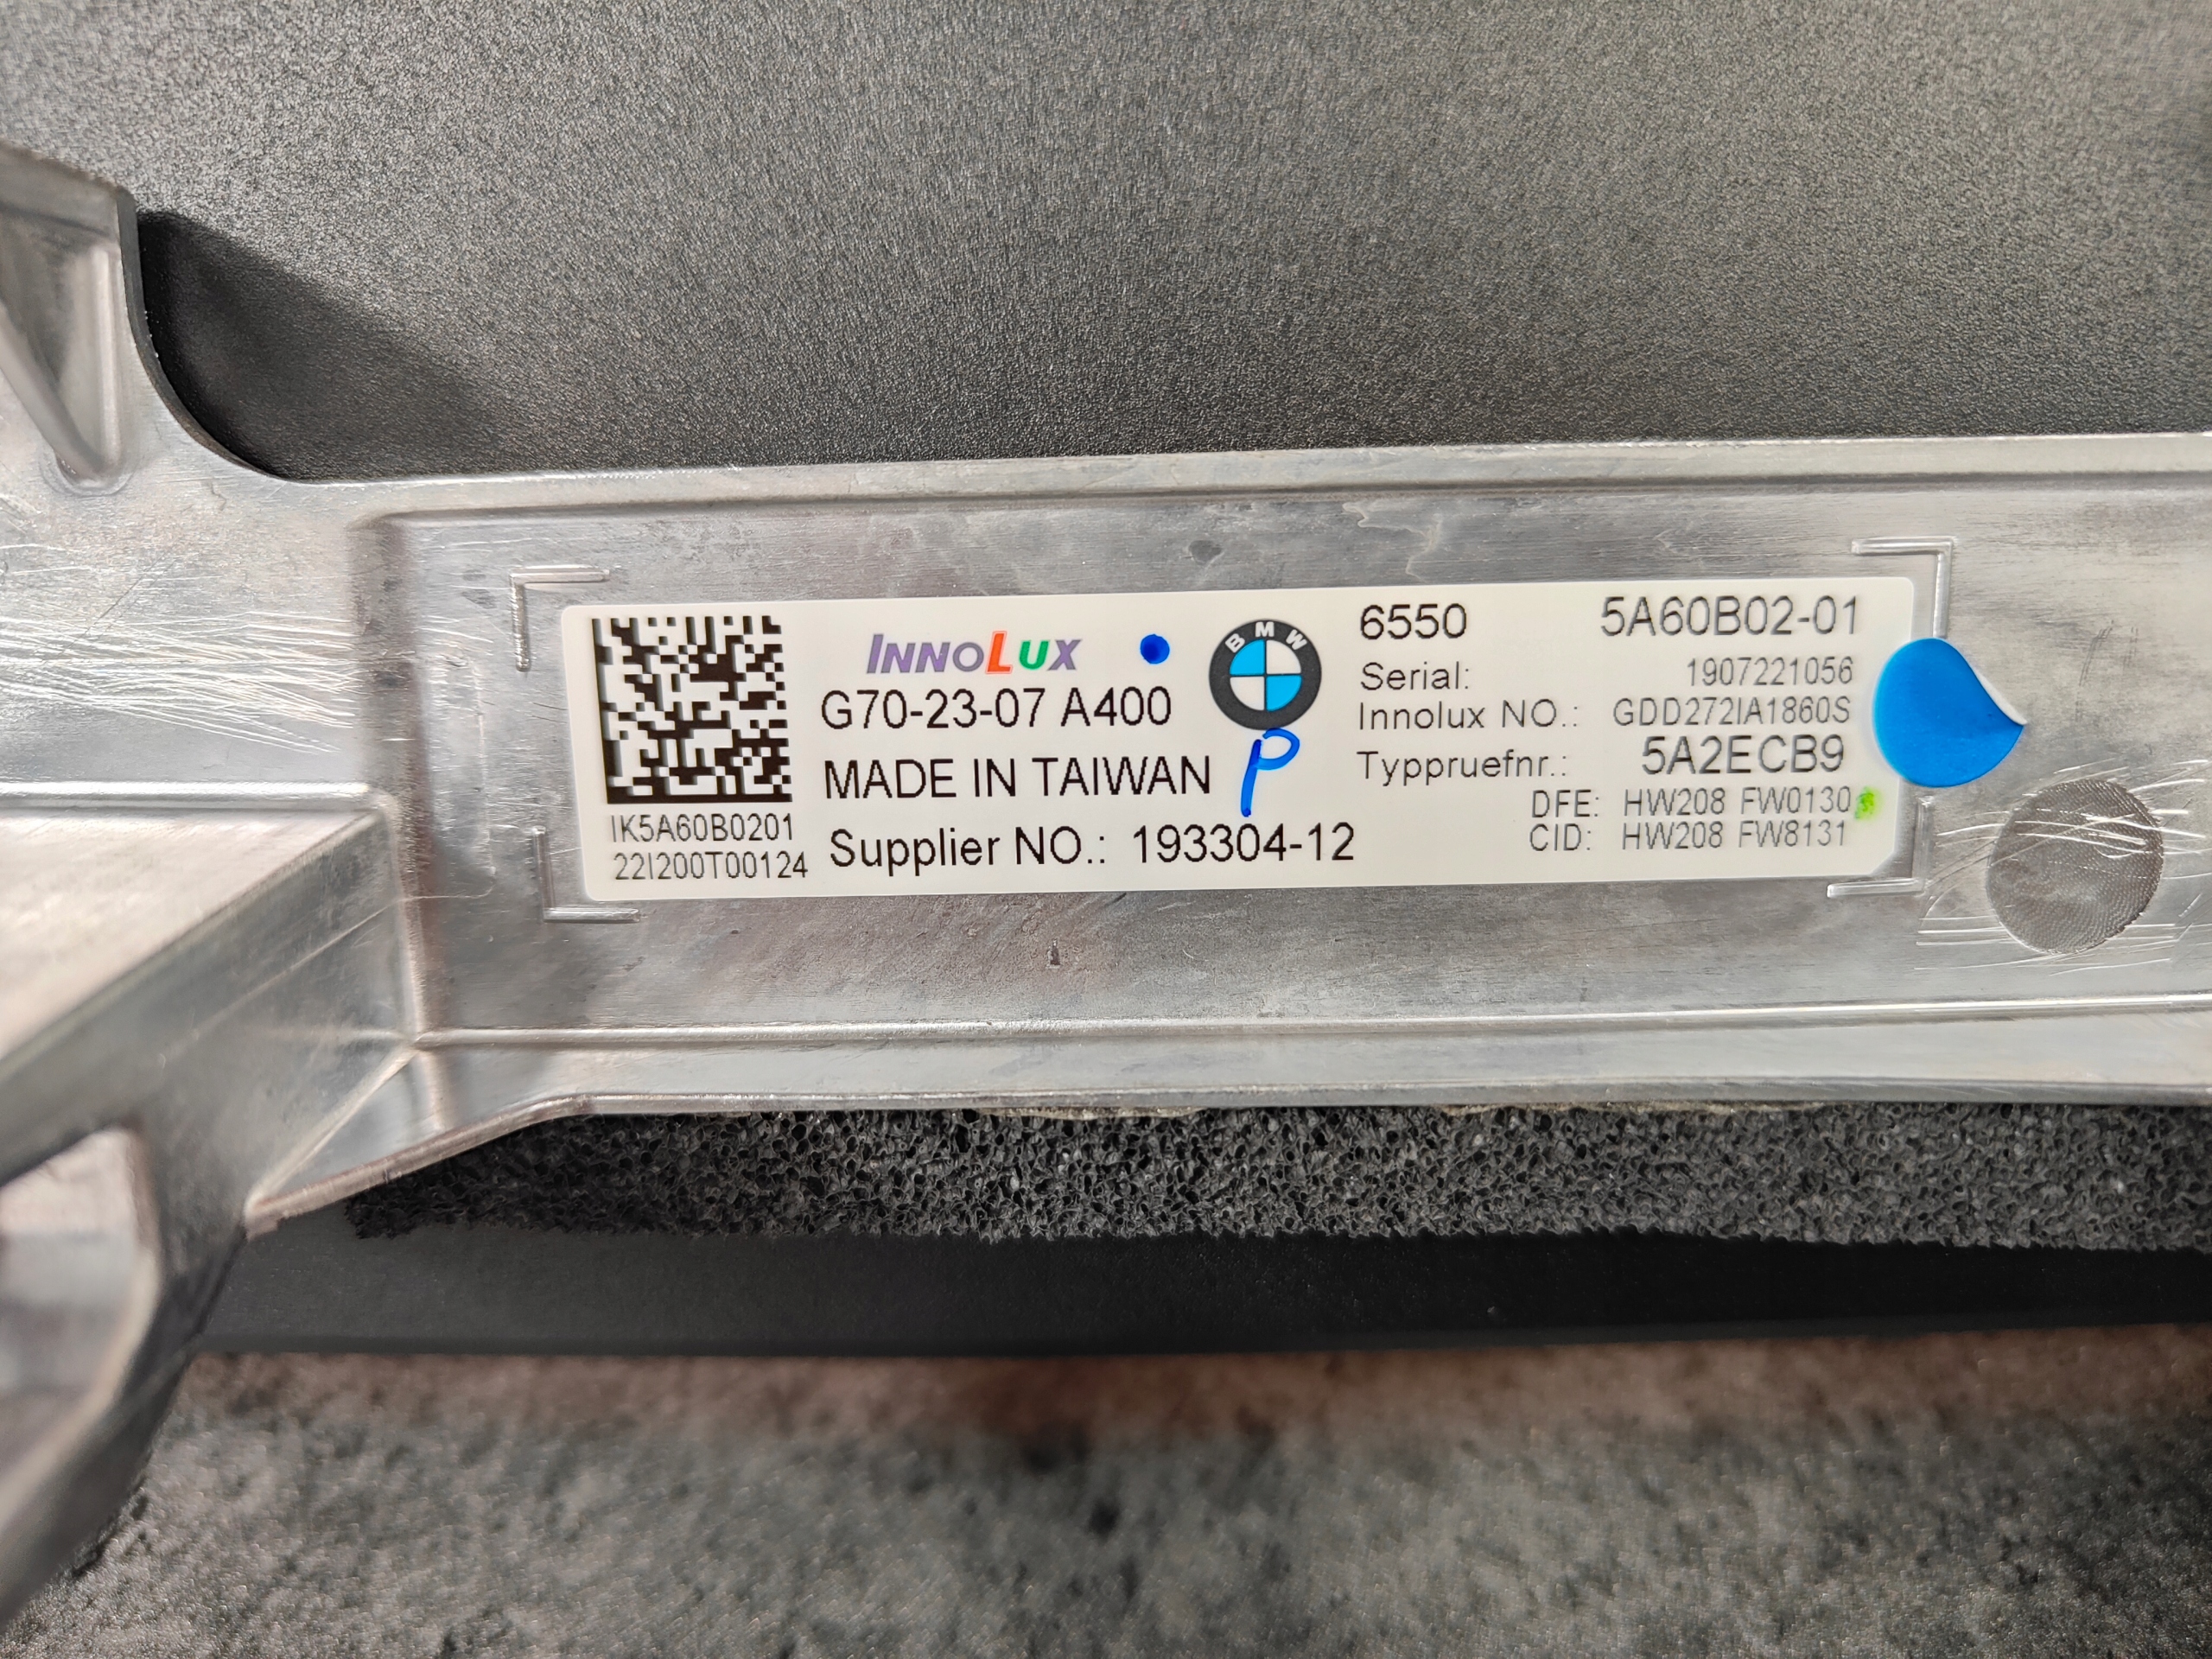 INNOLUX
G70-23-07 A400
MADE IN TAIWAN
Supplier NO.: 193304-12
IK5A60B0201
22I200T00124
BMW
P
6550 5A60B02-01
Serial: 1907221056
Innolux NO.: GDD272IA1860S
Typpruefnr.: 5A2ECB9
DFE: HW208 FW0130
CID: HW208 FW8131